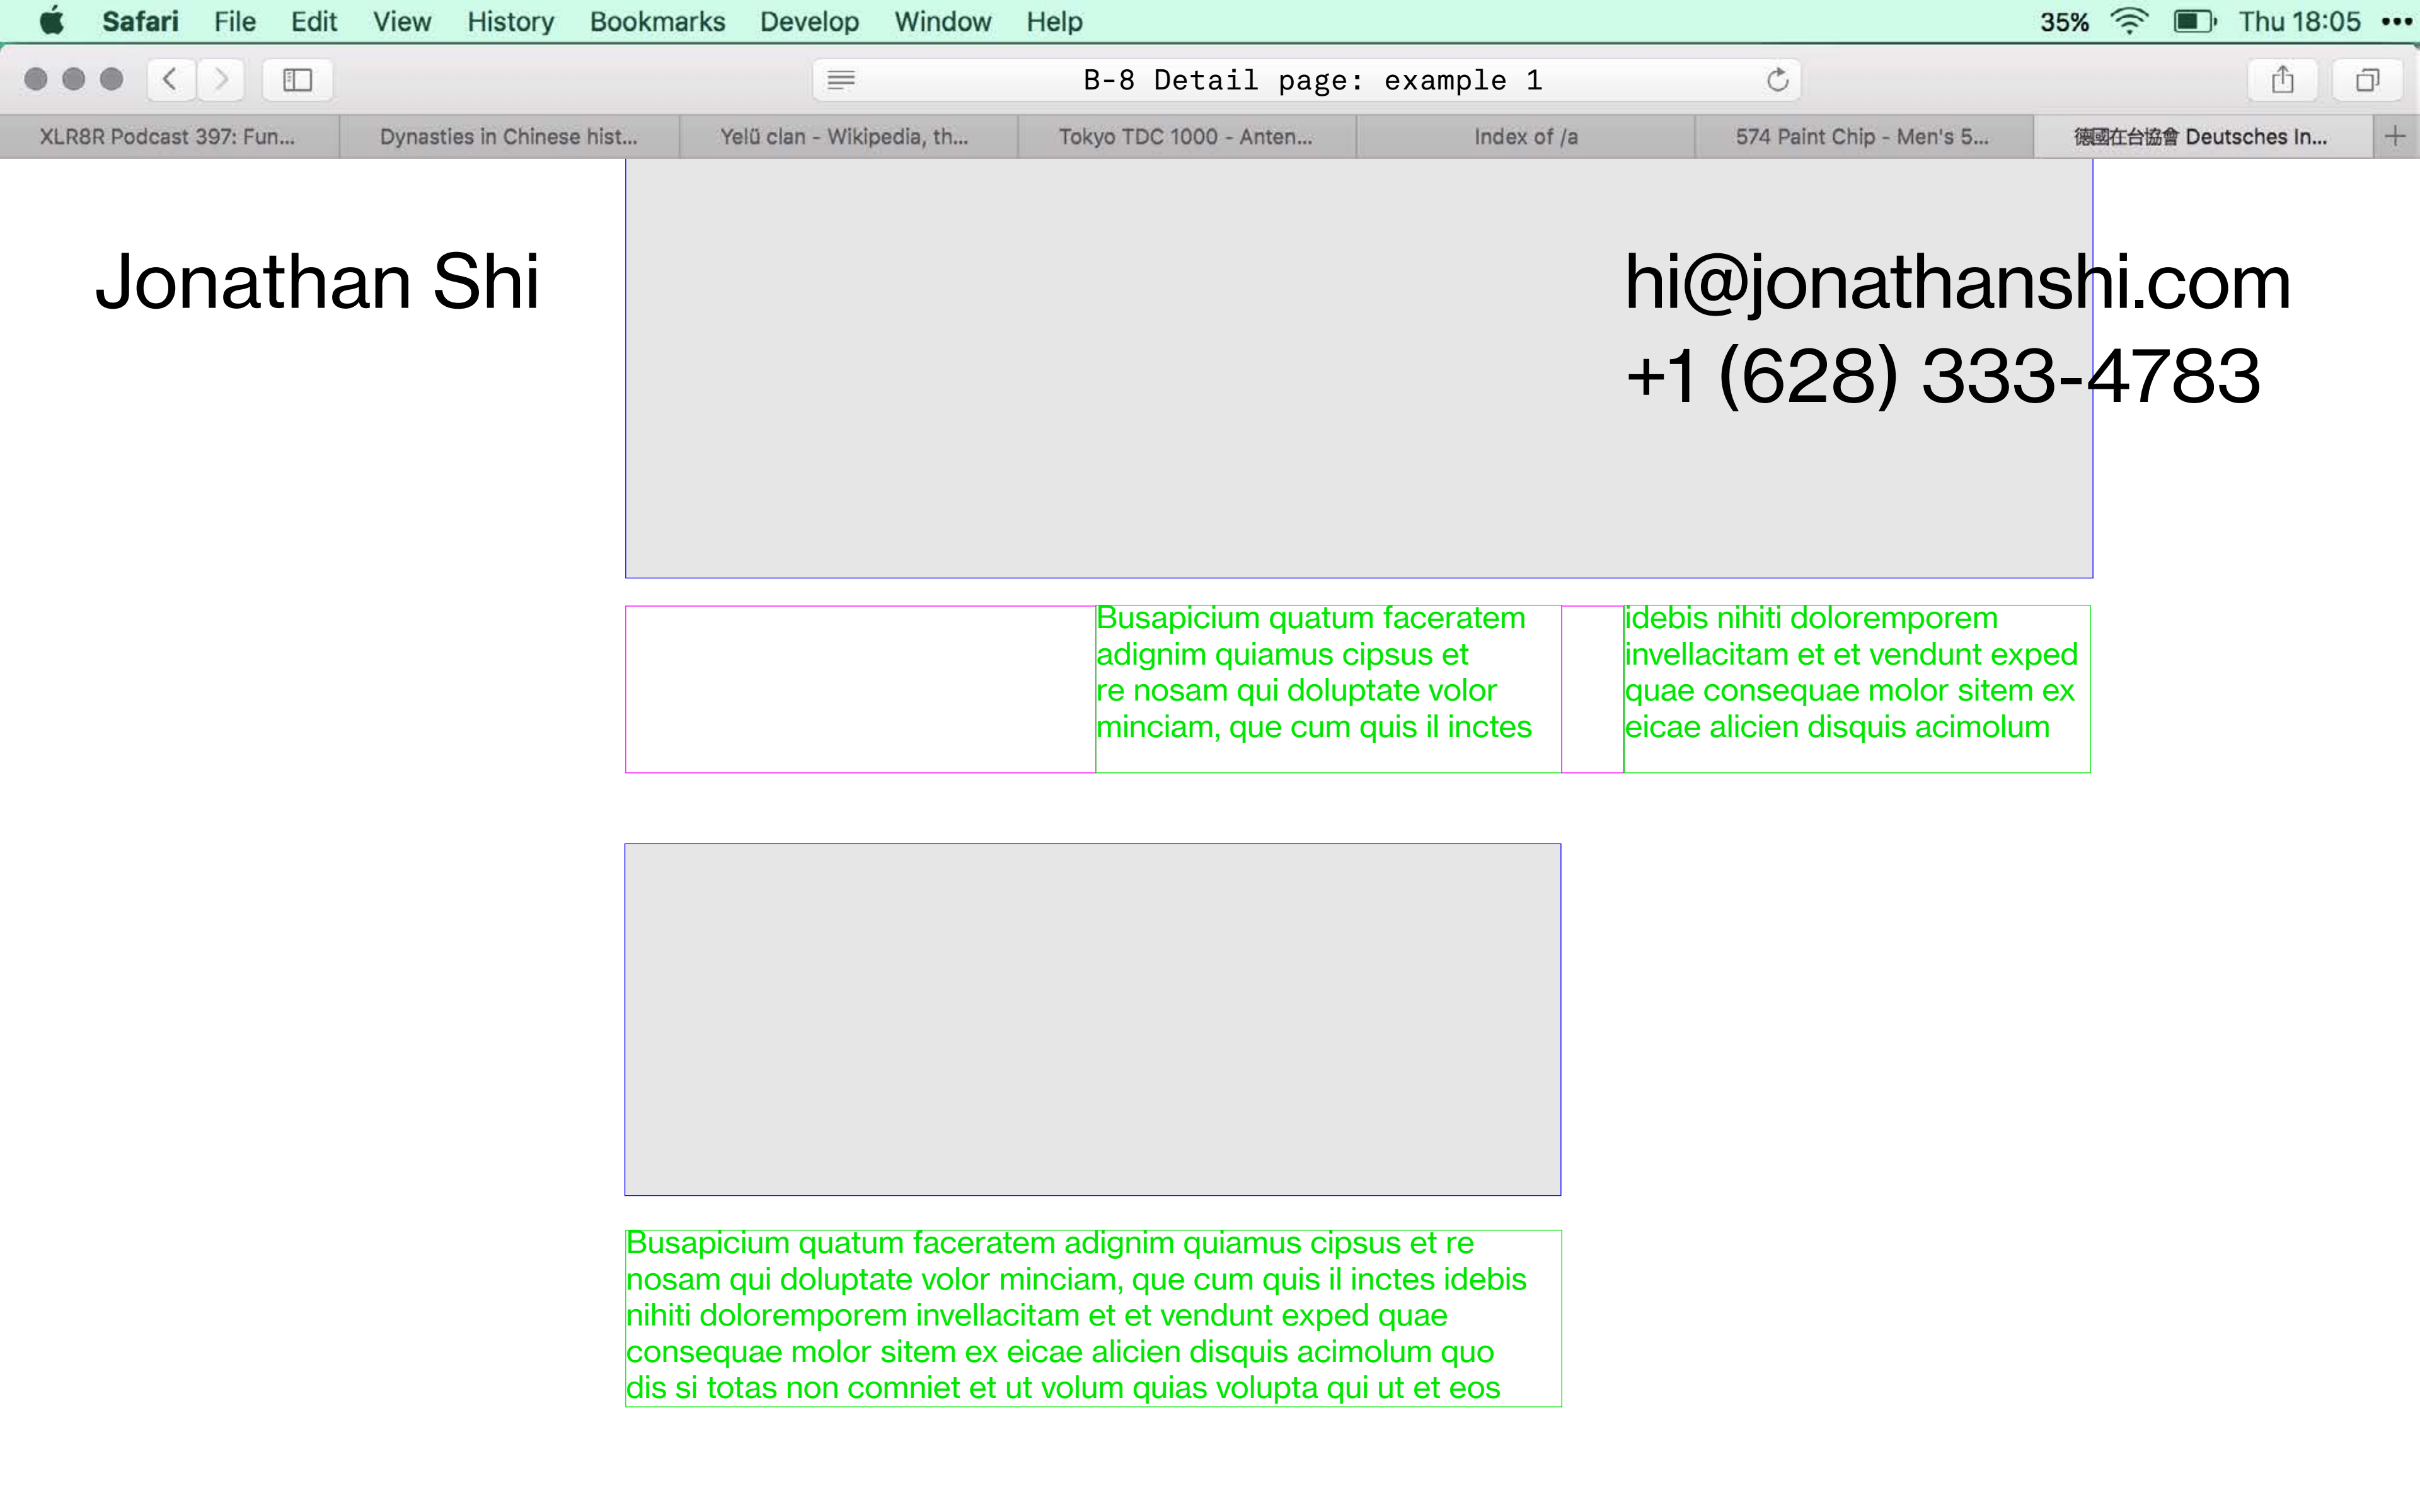 Safari File Edit View History Bookmarks Develop Window Help 35% Thu 18:05
B-8 Detail page: example 1
XLR8R Podcast 397: Fun... Dynasties in Chinese hist... Yelü clan - Wikipedia, th... Tokyo TDC 1000 - Anten... Index of /a 574 Paint Chip - Men's 5... 德國在台協會 Deutsches In...
Jonathan Shi
hi@jonathanshi.com
+1 (628) 333-4783
Busapicium quatum faceratem
adignim quiamus cipsus et
re nosam qui doluptate volor
minciam, que cum quis il inctes
idebis nihiti doloremporem
invellacitam et et vendunt exped
quae consequae molor sitem ex
eicae alicien disquis acimolum
Busapicium quatum faceratem adignim quiamus cipsus et re
nosam qui doluptate volor minciam, que cum quis il inctes idebis
nihiti doloremporem invellacitam et et vendunt exped quae
consequae molor sitem ex eicae alicien disquis acimolum quo
dis si totas non comniet et ut volum quias volupta qui ut et eos